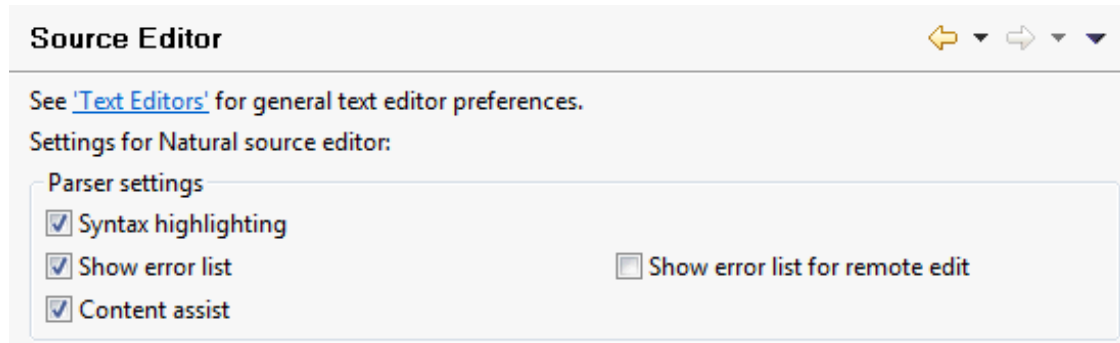 Source Editor
See 'Text Editors' for general text editor preferences.
Settings for Natural source editor:
Parser settings
Syntax highlighting
Show error list Show error list for remote edit
Content assist